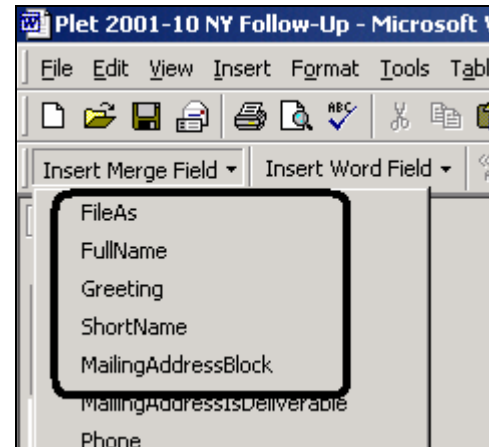 Plet 2001-10 NY Follow-Up - Microsoft
File Edit View Insert Format Tools
ABC
Insert Merge Field Insert Word Field
FileAs
FullName
Greeting
ShortName
MailingAddressBlock
MailingAddressIsDeliverable
Phone